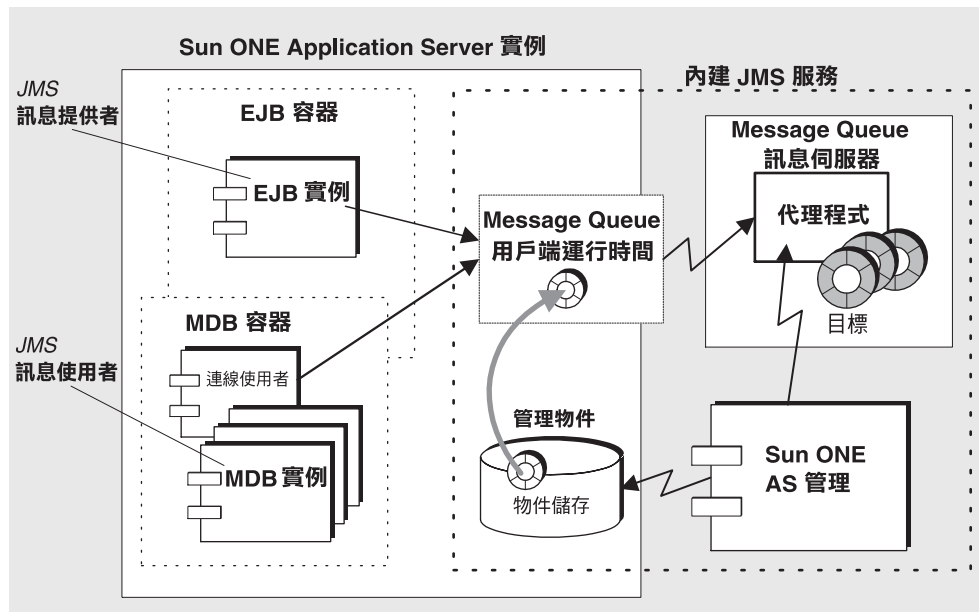 Sun ONE Application Server 實例
內建 JMS 服務
JMS
訊息提供者
EJB 容器
EJB 實例
Message Queue
訊息伺服器
代理程式
目標
Message Queue
用戶端運行時間
MDB 容器
JMS
訊息使用者
連線使用者
MDB 實例
管理物件
物件儲存
Sun ONE
AS 管理